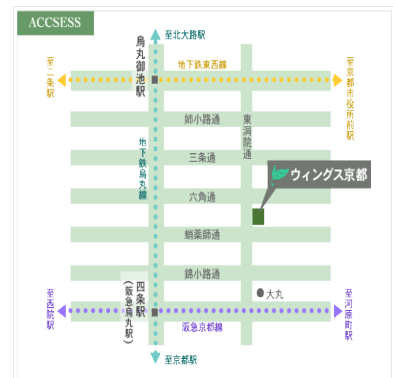 ACCSESS
至北大路駅
烏丸御池駅
地下鉄東西線
至二条駅
至京都市役所前駅
姉小路通
東洞院通
地下鉄烏丸線
三条通
ウィングス京都
六角通
蛸薬師通
錦小路通
四条駅
(阪急烏丸駅)
大丸
至西院駅
至河原町駅
阪急京都線
至京都駅